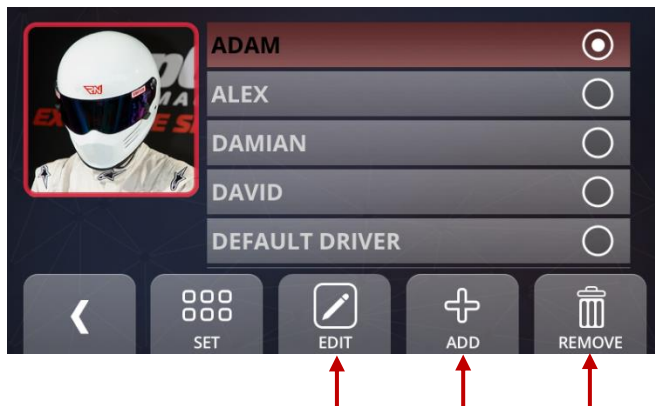 ADAM
ALEX
DAMIAN
DAVID
DEFAULT DRIVER
SET
EDIT
ADD
REMOVE